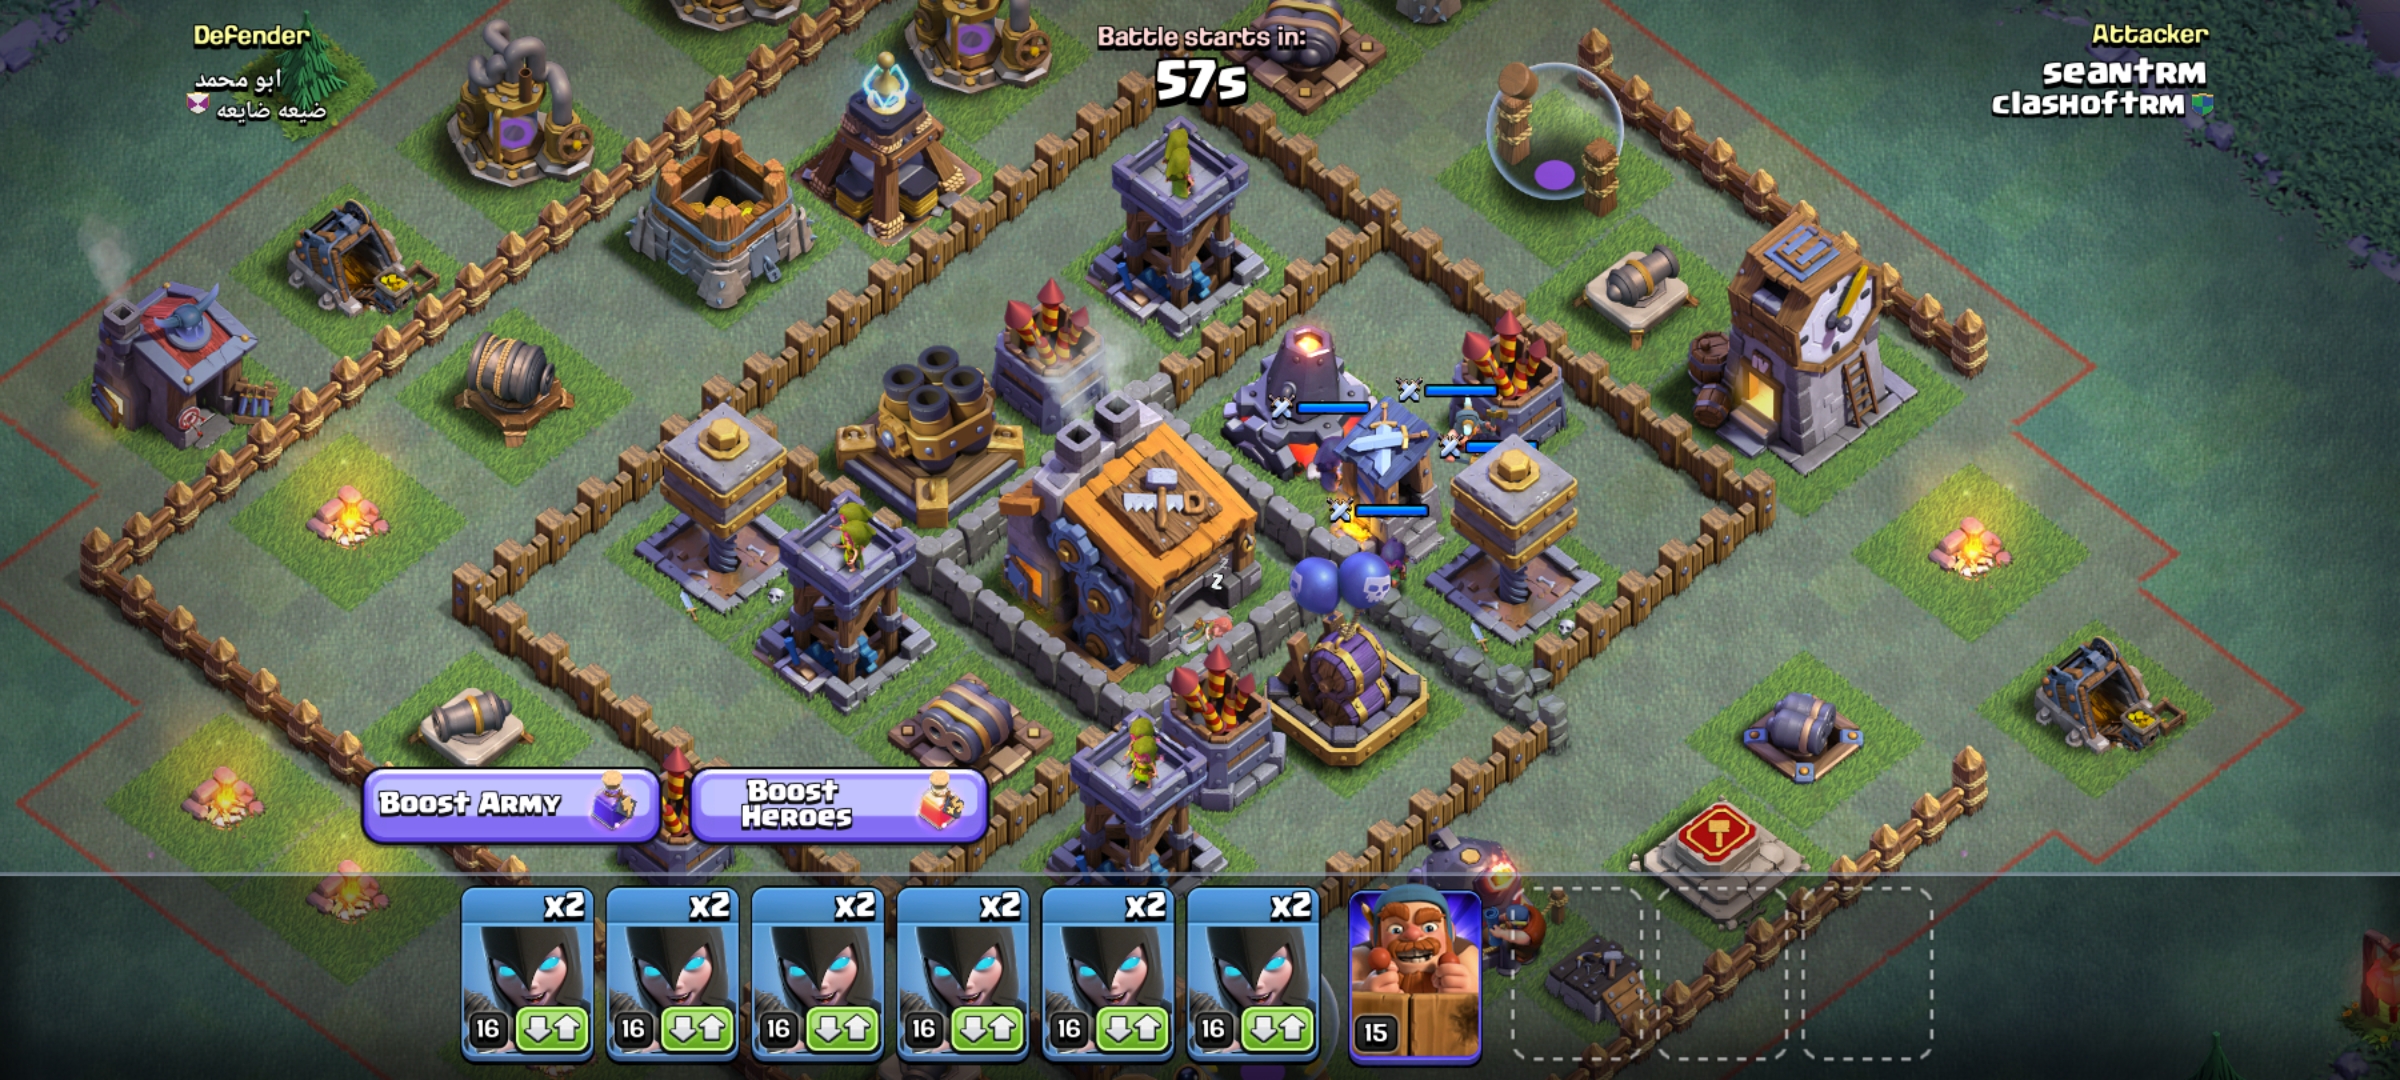 Defender
ابو محمد
ضيعه ضايعه
Battle starts in:
57s
Attacker
seantRM
clashoftRM
z
z
Boost Army
Boost
Heroes
x2
x2
x2
x2
x2
x2
16
16
16
16
16
16
15